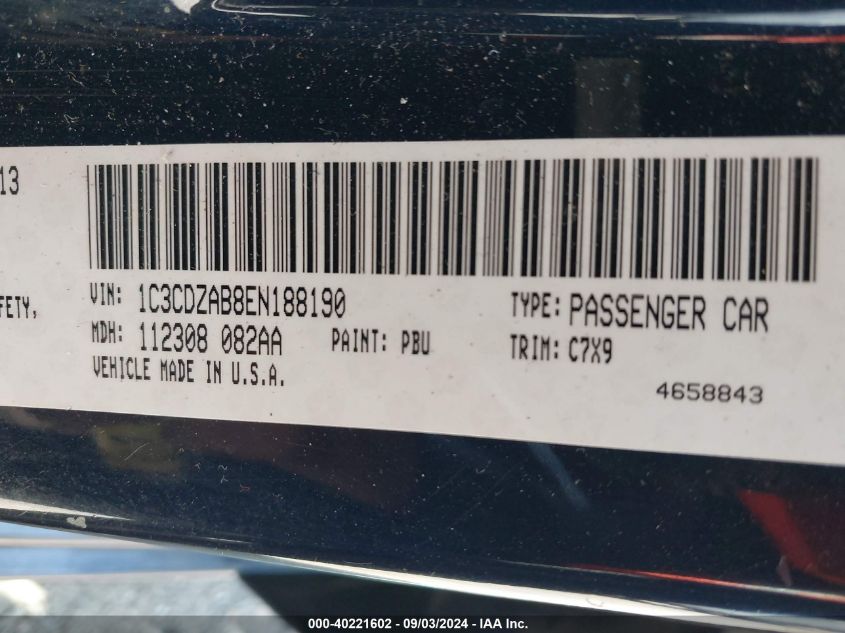 13
FETY,
VIN: 1C3CDZAB8EN188190 TYPE: PASSENGER CAR
MDH: 112308 082AA PAINT: PBU TRIM: C7X9
VEHICLE MADE IN U.S.A.
4658843
000-40221602 - 09/03/2024 - IAA Inc.